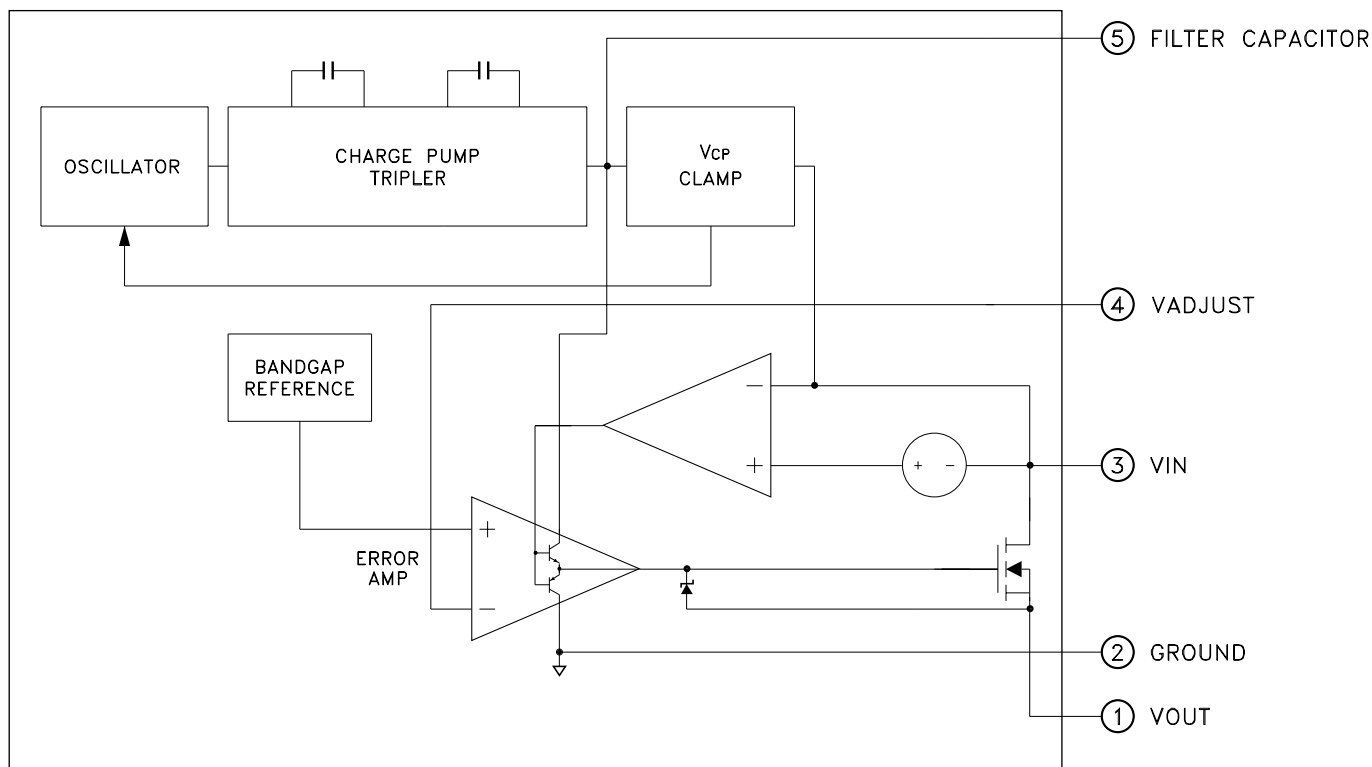 5 FILTER CAPACITOR
OSCILLATOR
CHARGE PUMP
TRIPLER
VCP
CLAMP
4 VADJUST
BANDGAP
REFERENCE
−
+
+ −
3 VIN
+
ERROR
AMP
−
2 GROUND
1 VOUT